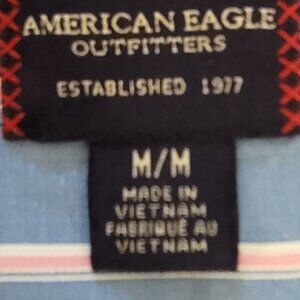 AMERICAN EAGLE
OUTFITTERS
ESTABLISHED 1977
M/M
MADE IN
VIETNAM
FABRIQUÉ AU
VIETNAM